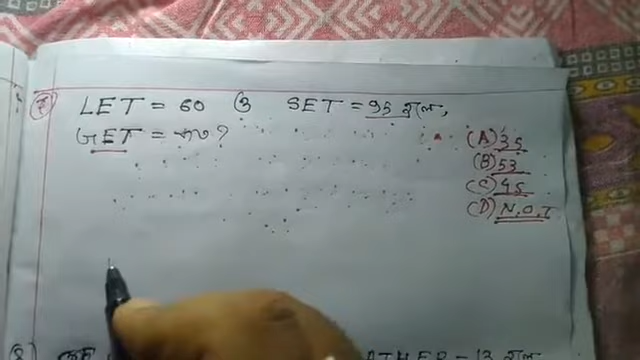 LET = 60 ও SET = 95 হলে,
GET = কত?
(A) 35
(B) 53
(C) 45
(D) N.O.T